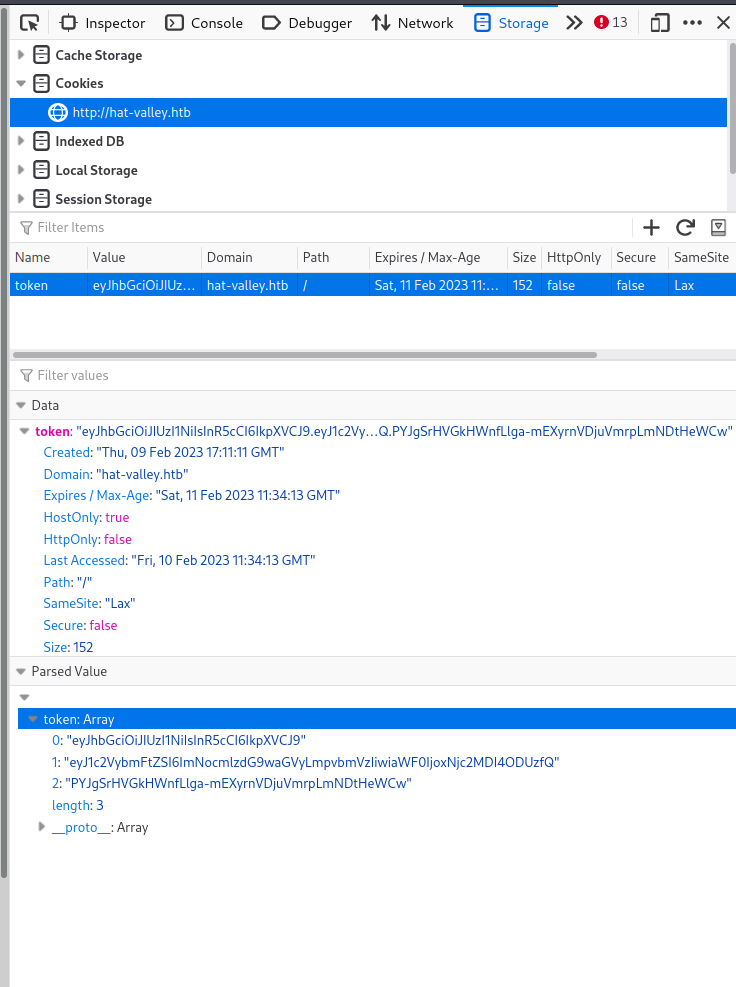 Inspector Console Debugger Network Storage 13
Cache Storage
Cookies
http://hat-valley.htb
Indexed DB
Local Storage
Session Storage
Filter Items
Name Value Domain Path Expires / Max-Age Size HttpOnly Secure SameSite
token eyJhbGciOiJIUz... hat-valley.htb / Sat, 11 Feb 2023 11:... 152 false false Lax
Filter values
Data
token: "eyJhbGciOiJIUzI1NiIsInR5cCI6IkpXVCJ9.eyJ1c2Vy...Q.PYJgSrHVGkHWnfLlga-mEXyrnVDjuVmrpLmNDtHeWCw"
Created: "Thu, 09 Feb 2023 17:11:11 GMT"
Domain: "hat-valley.htb"
Expires / Max-Age: "Sat, 11 Feb 2023 11:34:13 GMT"
HostOnly: true
HttpOnly: false
Last Accessed: "Fri, 10 Feb 2023 11:34:13 GMT"
Path: "/"
SameSite: "Lax"
Secure: false
Size: 152
Parsed Value
token: Array
0: "eyJhbGciOiJIUzI1NiIsInR5cCI6IkpXVCJ9"
1: "eyJ1c2VybmFtZSI6ImNocmlzdG9waGVyLmpvbmVzIiwiaWF0IjoxNjc2MDI4ODUzfQ"
2: "PYJgSrHVGkHWnfLlga-mEXyrnVDjuVmrpLmNDtHeWCw"
length: 3
__proto__: Array